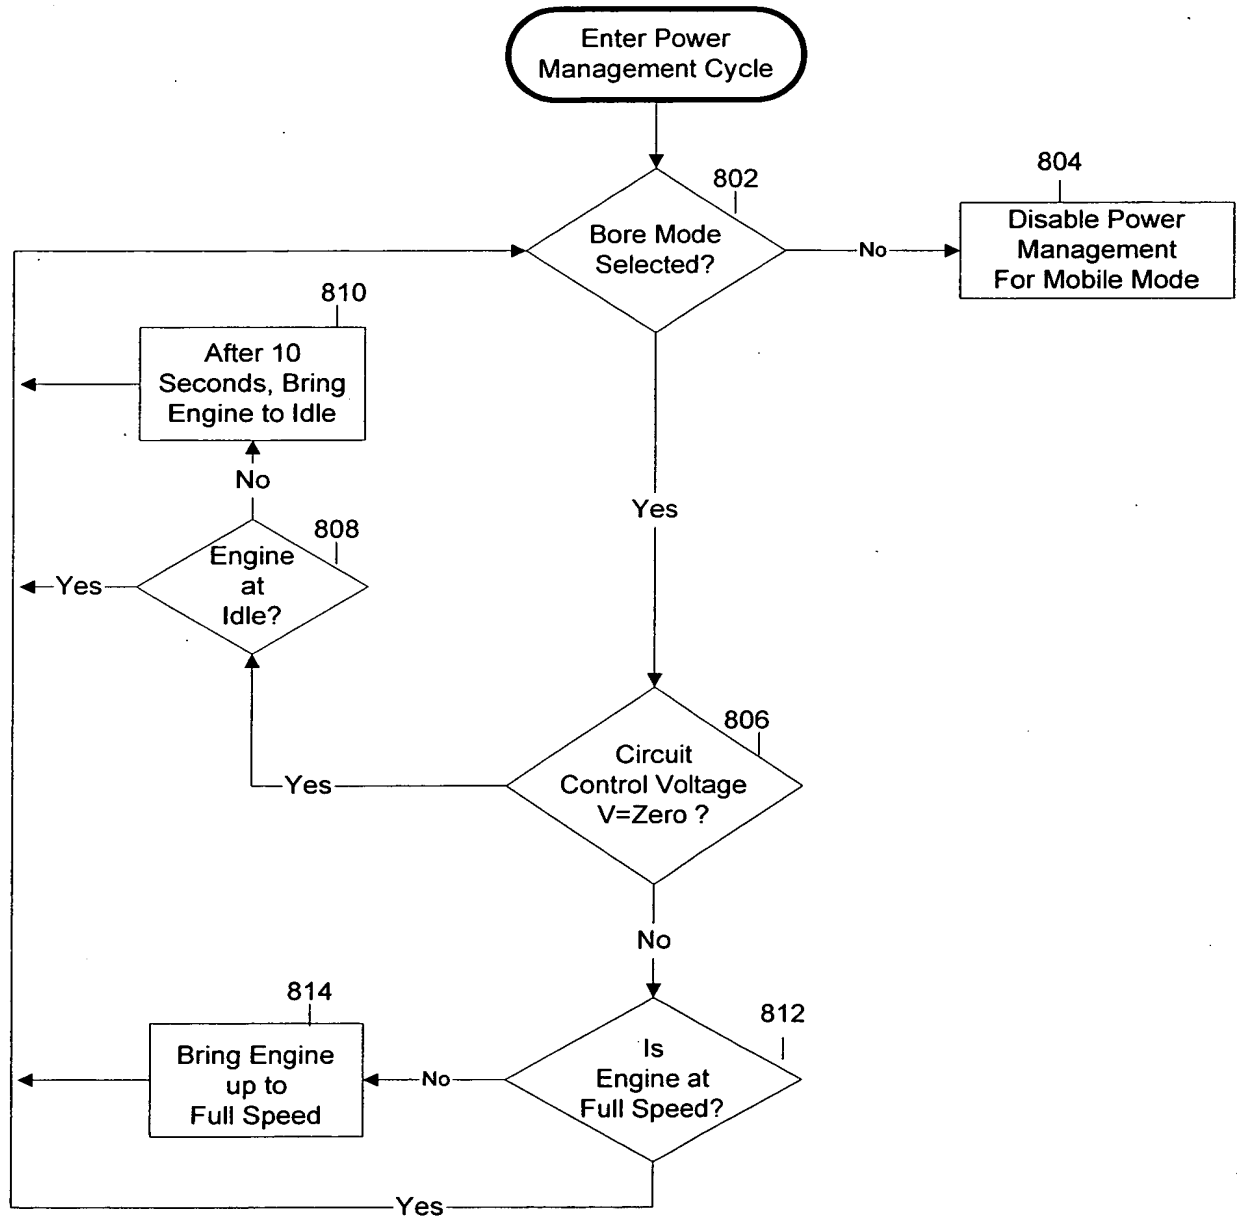 Enter Power
Management Cycle
802
804
Bore Mode
Selected?
No
Disable Power
Management
For Mobile Mode
810
After 10
Seconds, Bring
Engine to Idle
No
Yes
808
Engine
at
Idle?
Yes
806
Circuit
Control Voltage
V=Zero ?
Yes
No
814
812
Bring Engine
up to
Full Speed
No
Is
Engine at
Full Speed?
Yes